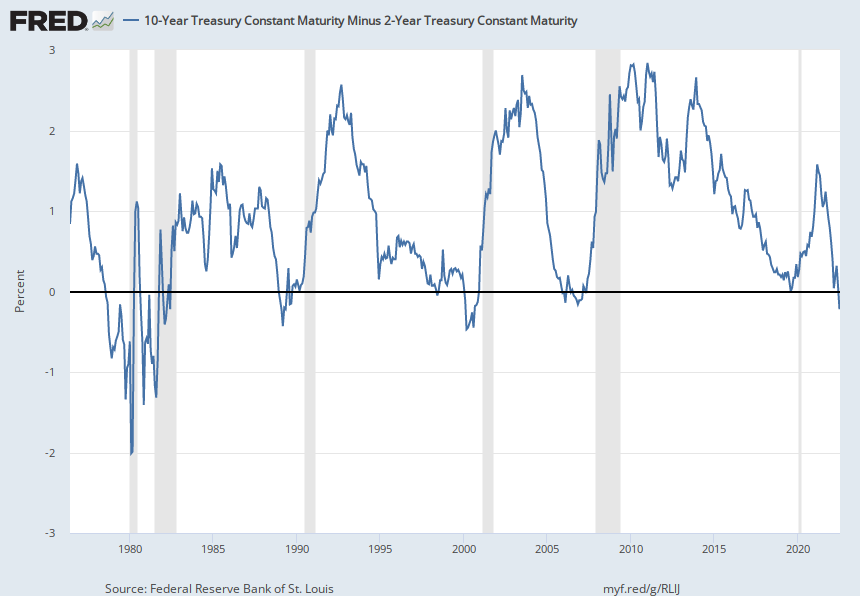 FRED 10-Year Treasury Constant Maturity Minus 2-Year Treasury Constant Maturity
3
2
1
0
-1
-2
-3
Percent
1980 1985 1990 1995 2000 2005 2010 2015 2020
Source: Federal Reserve Bank of St. Louis myf.red/g/RLIJ